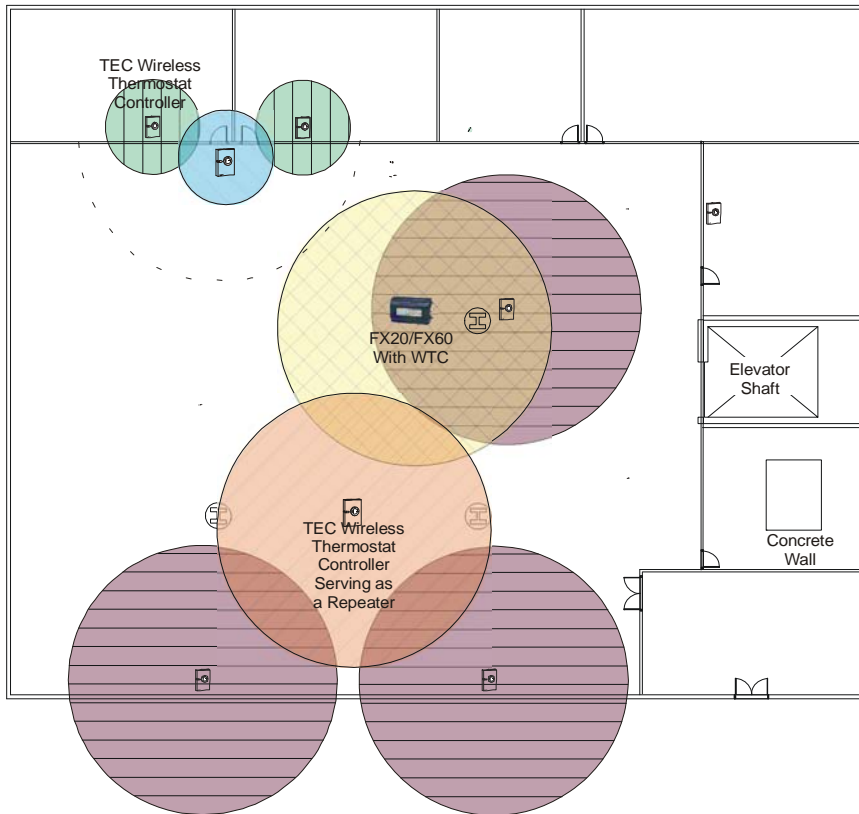 TEC Wireless
Thermostat
Controller
FX20/FX60
With WTC
Elevator
Shaft
TEC Wireless
Thermostat
Controller
Serving as
a Repeater
Concrete
Wall